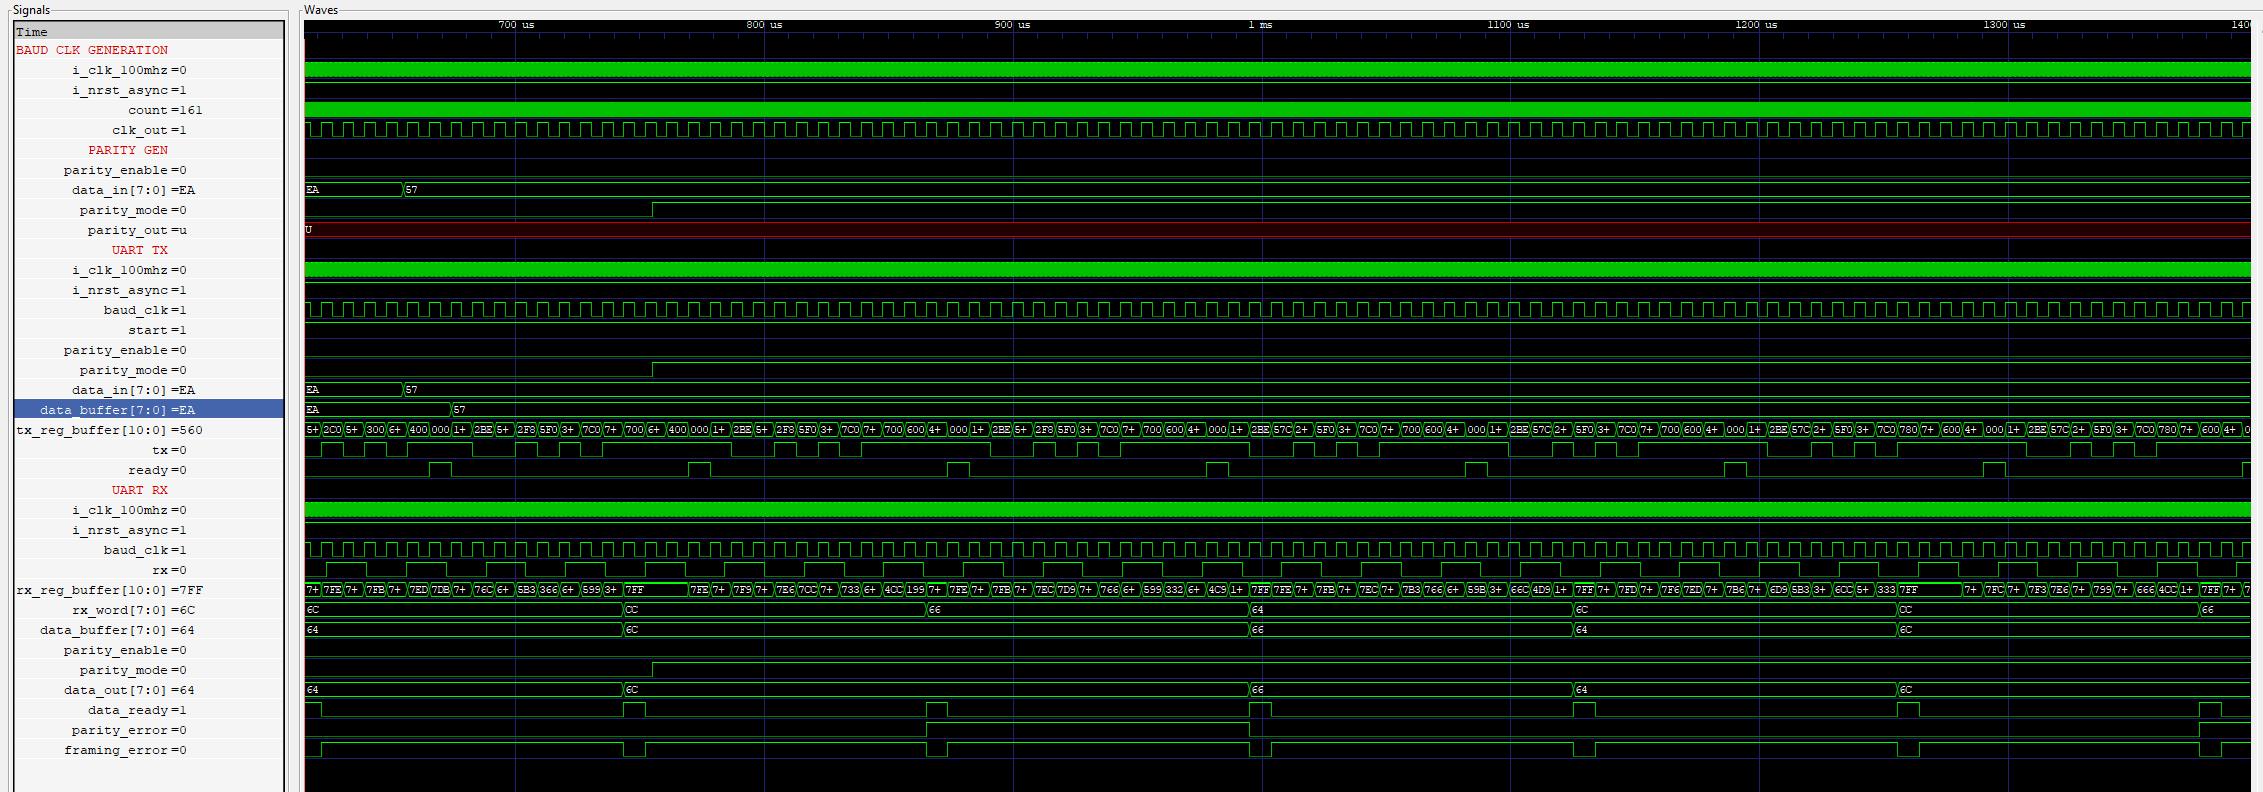 Signals
Waves
Time
700 us 800 us 900 us 1 ms 1100 us 1200 us 1300 us 1400
BAUD CLK GENERATION
i_clk_100mhz =0
i_nrst_async =1
count =161
clk_out =1
PARITY GEN
parity_enable =0
data_in[7:0] =EA EA 57
parity_mode =0
parity_out =u U
UART TX
i_clk_100mhz =0
i_nrst_async =1
baud_clk =1
start =1
parity_enable =0
parity_mode =0
data_in[7:0] =EA EA 57
data_buffer[7:0] =EA EA 57
tx_reg_buffer[10:0] =560 5+ 2C0 5+ 300 6+ 400 000 1+ 2BE 5+ 2F8 5F0 3+ 7C0 7+ 700 6+ 400 000 1+ 2BE 5+ 2F8 5F0 3+ 7C0 7+ 700 600 4+ 000 1+ 2BE 5+ 2F8 5F0 3+ 7C0 7+ 700 600 4+ 000 1+ 2BE 57C 2+ 5F0 3+ 7C0 7+ 700 600 4+ 000 1+ 2BE 57C 2+ 5F0 3+ 7C0 7+ 700 600 4+ 000 1+ 2BE 57C 2+ 5F0 3+ 7C0 780 7+ 600 4+ 000 1+ 2BE 57C 2+ 5F0 3+ 7C0 780 7+ 600 4+ 0
tx =0
ready =0
UART RX
i_clk_100mhz =0
i_nrst_async =1
baud_clk =1
rx =0
rx_reg_buffer[10:0] =7FF 7+ 7FE 7+ 7FB 7+ 7ED 7DB 7+ 76C 6+ 5B3 366 6+ 599 3+ 7FF 7FE 7+ 7F9 7+ 7E6 7CC 7+ 733 6+ 4CC 199 7+ 7FE 7+ 7FB 7+ 7EC 7D9 7+ 766 6+ 599 332 6+ 4C9 1+ 7FF 7FE 7+ 7FB 7+ 7EC 7+ 7B3 766 6+ 59B 3+ 66C 4D9 1+ 7FF 7+ 7FD 7+ 7F6 7ED 7+ 7B6 7+ 6D9 5B3 3+ 6CC 5+ 333 7FF 7+ 7FC 7+ 7F3 7E6 7+ 799 7+ 666 4CC 1+ 7FF 7+ 7
rx_word[7:0] =6C 6C CC 66 64 6C CC 66
data_buffer[7:0] =64 64 6C 66 64 6C
parity_enable =0
parity_mode =0
data_out[7:0] =64 64 6C 66 64 6C
data_ready =1
parity_error =0
framing_error =0